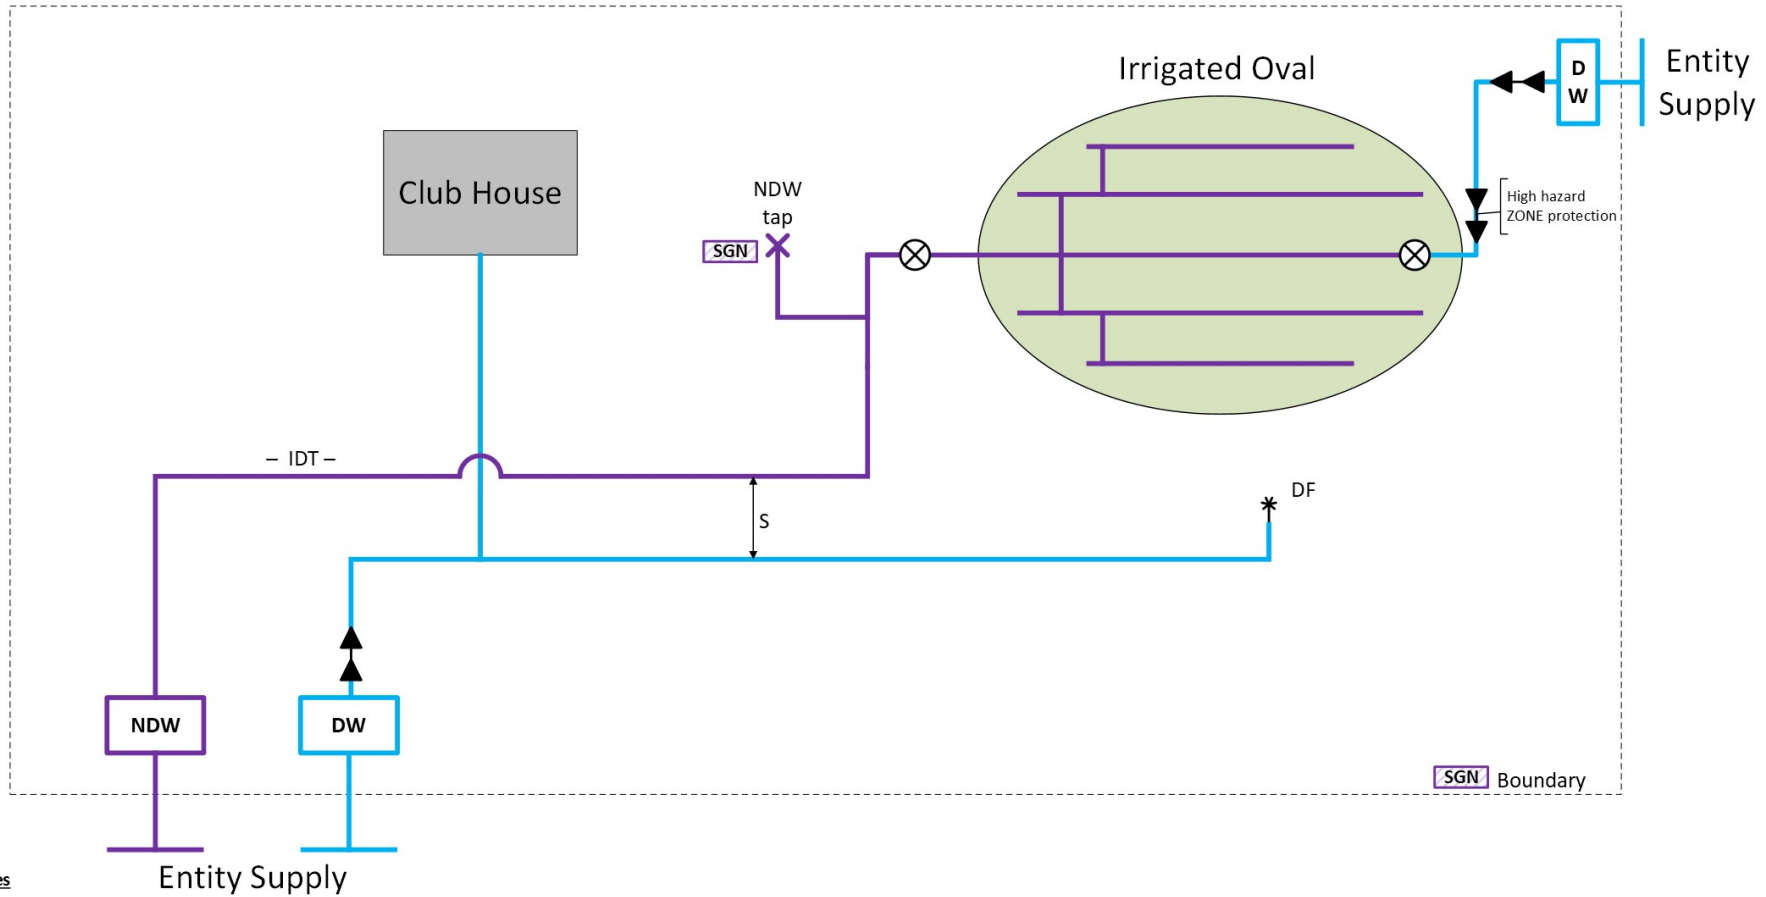 Irrigated Oval
D
W
Entity
Supply
Club House
NDW
tap
SGN
High hazard
ZONE protection
– IDT –
S
DF
NDW
DW
SGN Boundary
Entity Supply
es